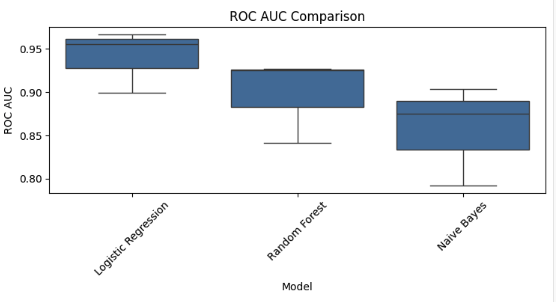 ROC AUC Comparison
ROC AUC
0.95
0.90
0.85
0.80
Logistic Regression
Random Forest
Naive Bayes
Model